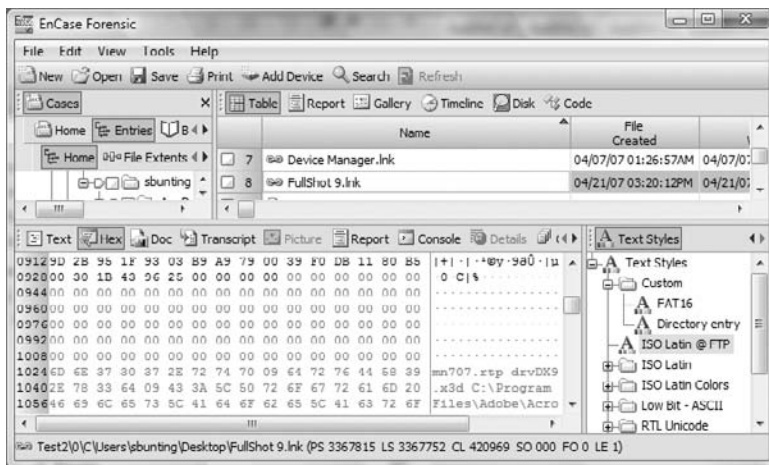 EnCase Forensic
File Edit View Tools Help
New Open Save Print Add Device Search Refresh
Cases
Table Report Gallery Timeline Disk Code
Home Entries B
Home File Extents
sbunting
Name
File
Created
7 Device Manager.lnk 04/07/07 01:26:57AM 04/07/0
8 FullShot 9.lnk 04/21/07 03:20:12PM 04/21/0
Text Hex Doc Transcript Picture Report Console Details
Text Styles
0912 9D 2B 95 1F 93 03 B9 A9 79 00 39 F0 DB 11 80 B5
0928 00 30 1D 43 96 25 00 00 00 00 00 00 00 00 00 00
0944 00 00 00 00 00 00 00 00 00 00 00 00 00 00 00 00
0960 00 00 00 00 00 00 00 00 00 00 00 00 00 00 00 00
0976 00 00 00 00 00 00 00 00 00 00 00 00 00 00 00 00
0992 00 00 00 00 00 00 00 00 00 00 00 00 00 00 00 00
1008 00 00 00 00 00 00 00 00 00 00 00 00 00 00 00 00
1024 6D 6E 37 30 37 2E 72 74 70 09 64 72 76 44 58 39 mn707.rtp drvDX9
1040 2E 78 33 64 09 43 3A 5C 50 72 6F 67 72 61 6D 20 .x3d C:\Program
1056 46 69 6C 65 73 5C 41 64 6F 62 65 5C 41 63 72 6F Files\Adobe\Acro
Text Styles
Custom
FAT16
Directory entry
ISO Latin @ FTP
ISO Latin
ISO Latin Colors
Low Bit - ASCII
RTL Unicode
Test2\0\C\Users\sbunting\Desktop\FullShot 9.lnk (PS 3367815 LS 3367752 CL 420969 SO 000 FO 0 LE 1)